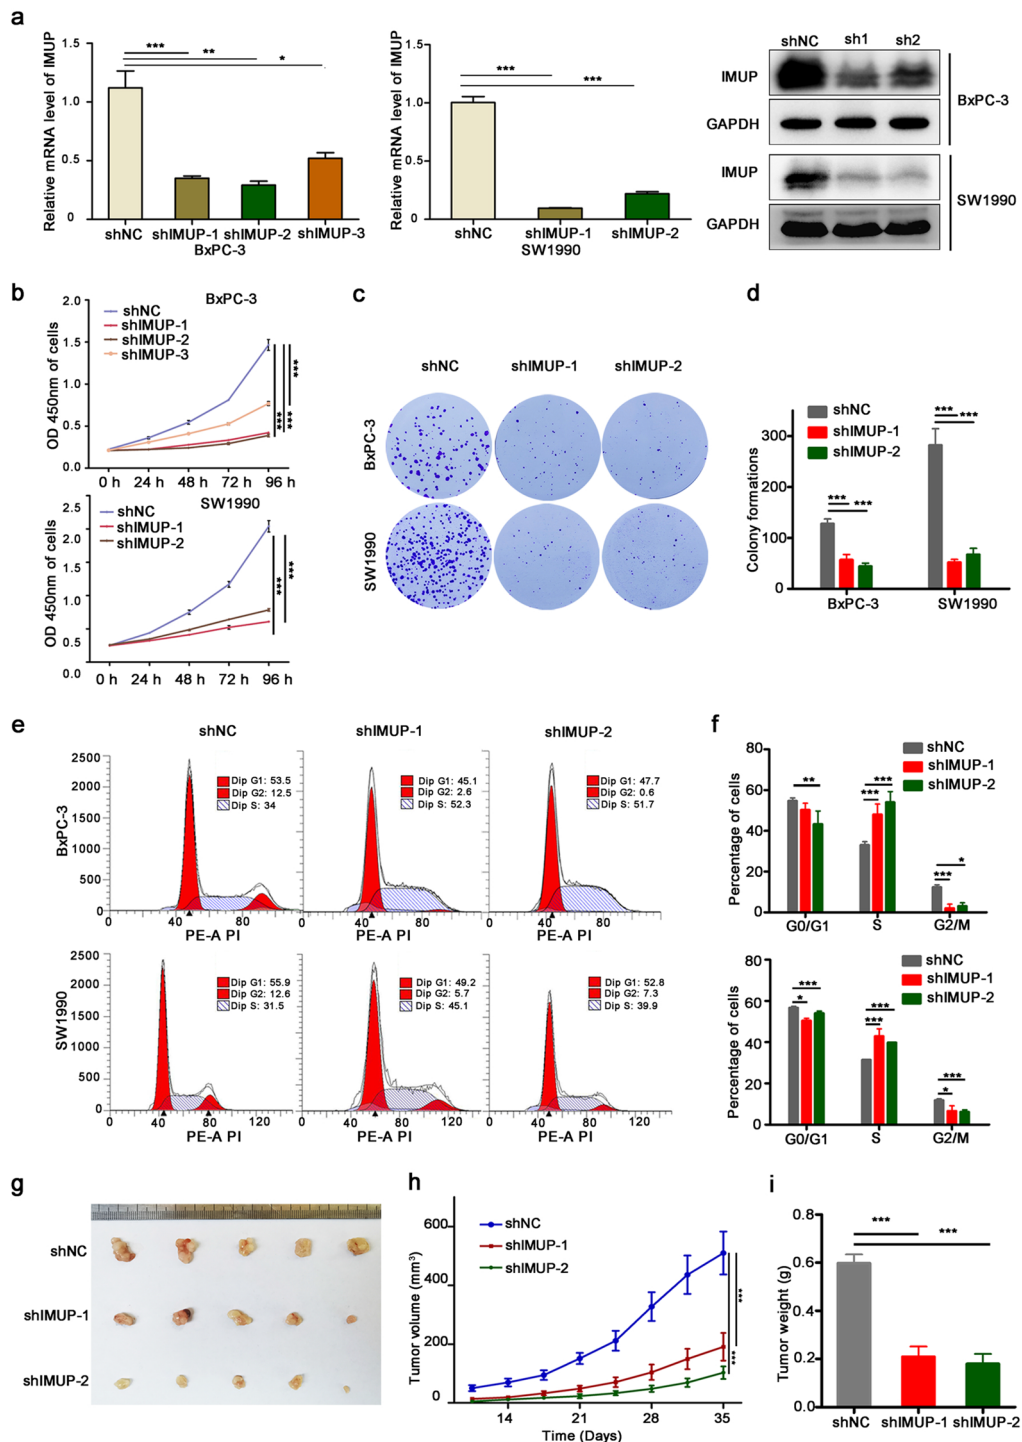 a
Relative mRNA level of IMUP
1.5
1.0
0.5
0
***
**
*
shNC shIMUP-1 shIMUP-2 shIMUP-3
BxPC-3
Relative mRNA level of IMUP
1.5
1.0
0.5
0
***
***
shNC shIMUP-1 shIMUP-2
SW1990
shNC sh1 sh2
IMUP
GAPDH
BxPC-3
IMUP
GAPDH
SW1990
b
BxPC-3
OD 450nm of cells
2.0
1.5
1.0
0.5
0.0
shNC
shIMUP-1
shIMUP-2
shIMUP-3
***
***
***
0 h 24 h 48 h 72 h 96 h
SW1990
OD 450nm of cells
2.0
1.5
1.0
0.5
0.0
shNC
shIMUP-1
shIMUP-2
***
***
0 h 24 h 48 h 72 h 96 h
c
shNC shIMUP-1 shIMUP-2
BxPC-3
SW1990
d
Colony formations
300
200
100
0
shNC
shIMUP-1
shIMUP-2
*** ***
*** ***
BxPC-3 SW1990
e
shNC shIMUP-1 shIMUP-2
BxPC-3
2500
2000
1500
1000
500
0
Dip G1: 53.5
Dip G2: 12.5
Dip S: 34
Dip G1: 45.1
Dip G2: 2.6
Dip S: 52.3
Dip G1: 47.7
Dip G2: 0.6
Dip S: 51.7
40 80 120
0 40 80 120
40 80
PE-A PI PE-A PI PE-A PI
SW1990
2500
2000
1500
1000
500
0
Dip G1: 55.9
Dip G2: 12.6
Dip S: 31.5
Dip G1: 49.2
Dip G2: 5.7
Dip S: 45.1
Dip G1: 52.8
Dip G2: 7.3
Dip S: 39.9
0 40 80 120
0 40 80 120
0 40 80 120
PE-A PI PE-A PI PE-A PI
f
Percentage of cells
80
60
40
20
0
shNC
shIMUP-1
shIMUP-2
**
*** ***
*** *
G0/G1 S G2/M
Percentage of cells
80
60
40
20
0
shNC
shIMUP-1
shIMUP-2
*** *
*** ***
*** *
G0/G1 S G2/M
g
shNC
shIMUP-1
shIMUP-2
h
Tumor volume (mm³)
600
400
200
0
shNC
shIMUP-1
shIMUP-2
***
***
14 21 28 35
Time (Days)
i
Tumor weight (g)
0.8
0.6
0.4
0.2
0.0
***
***
shNC shIMUP-1 shIMUP-2